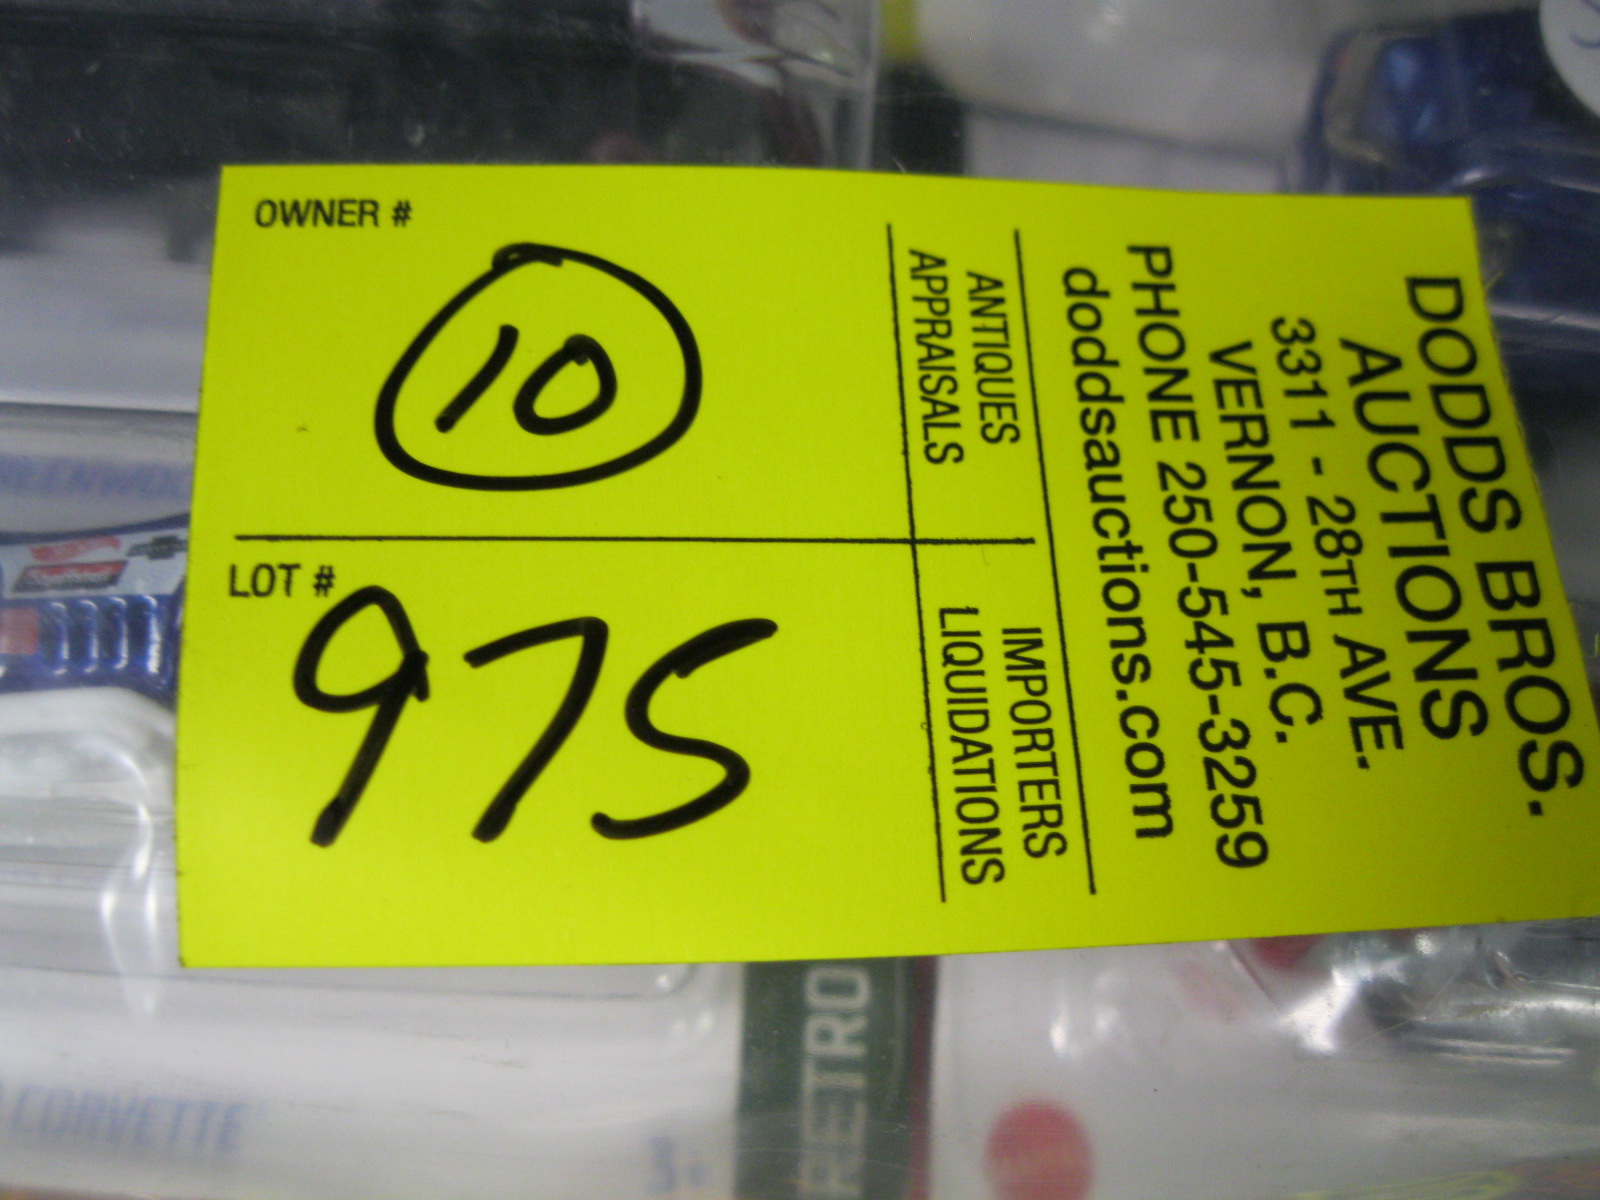 OWNER #
10
LOT #
975
ANTIQUES
APPRAISALS
IMPORTERS
LIQUIDATIONS
DODDS BROS.
AUCTIONS
3311 - 28TH AVE.
VERNON, B.C.
PHONE 250-545-3259
doddsauctions.com
CORVETTE
3+
RETRO